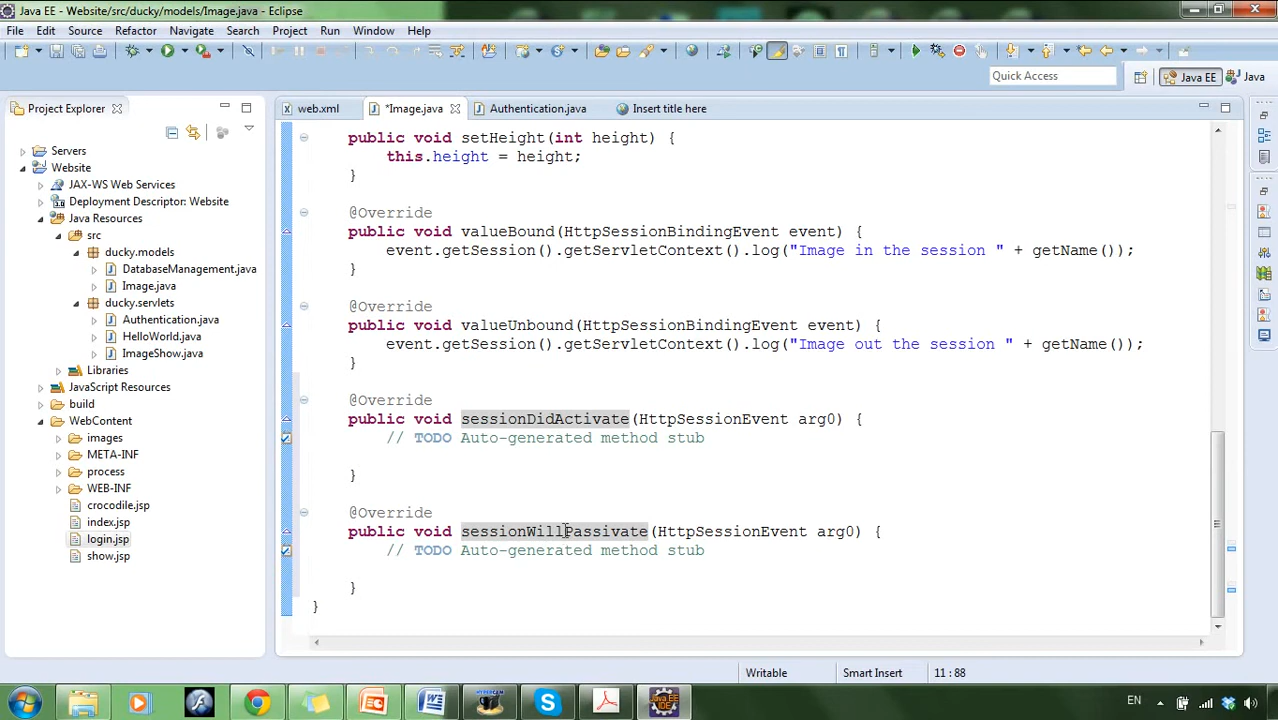 Java EE - Website/src/ducky/models/Image.java - Eclipse
File Edit Source Refactor Navigate Search Project Run Window Help
Quick Access
Java EE
Java
Project Explorer
web.xml
*Image.java
Authentication.java
Insert title here
Servers
Website
JAX-WS Web Services
Deployment Descriptor: Website
Java Resources
src
ducky.models
DatabaseManagement.java
Image.java
ducky.servlets
Authentication.java
HelloWorld.java
ImageShow.java
Libraries
JavaScript Resources
build
WebContent
images
META-INF
process
WEB-INF
crocodile.jsp
index.jsp
login.jsp
show.jsp
public void setHeight(int height) {
this.height = height;
}
@Override
public void valueBound(HttpSessionBindingEvent event) {
event.getSession().getServletContext().log("Image in the session " + getName());
}
@Override
public void valueUnbound(HttpSessionBindingEvent event) {
event.getSession().getServletContext().log("Image out the session " + getName());
}
@Override
public void sessionDidActivate(HttpSessionEvent arg0) {
// TODO Auto-generated method stub
}
@Override
public void sessionWillPassivate(HttpSessionEvent arg0) {
// TODO Auto-generated method stub
}
}
Writable
Smart Insert
11 : 88
HYPERCAM
Java EE
IDE
EN